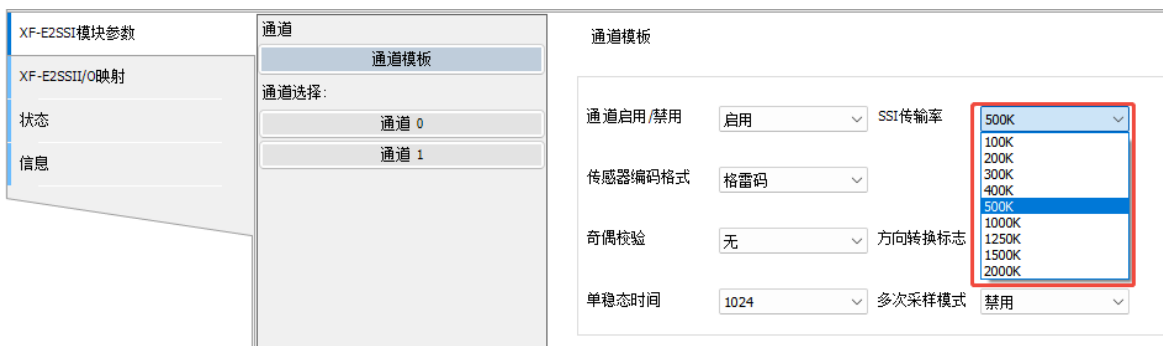 XF-E2SSI模块参数
XF-E2SSII/O映射
状态
信息
通道
通道模板
通道选择:
通道 0
通道 1
通道模板
通道启用/禁用 启用 SSI传输率 500K
100K
200K
300K
400K
500K
1000K
1250K
1500K
2000K
传感器编码格式 格雷码
奇偶校验 无 方向转换标志
单稳态时间 1024 多次采样模式 禁用